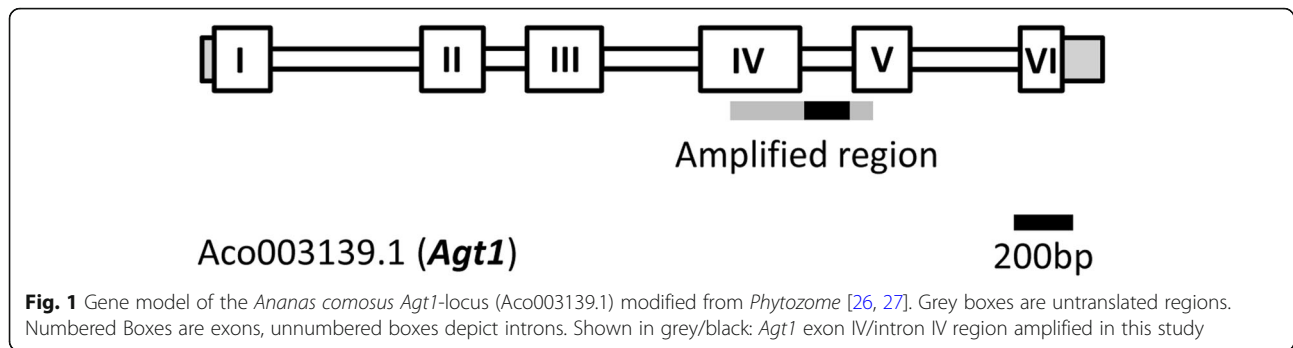 I II III IV V VI
Amplified region
Aco003139.1 (Agt1)
200bp
Fig. 1 Gene model of the Ananas comosus Agt1-locus (Aco003139.1) modified from Phytozome [26, 27]. Grey boxes are untranslated regions.
Numbered Boxes are exons, unnumbered boxes depict introns. Shown in grey/black: Agt1 exon IV/intron IV region amplified in this study